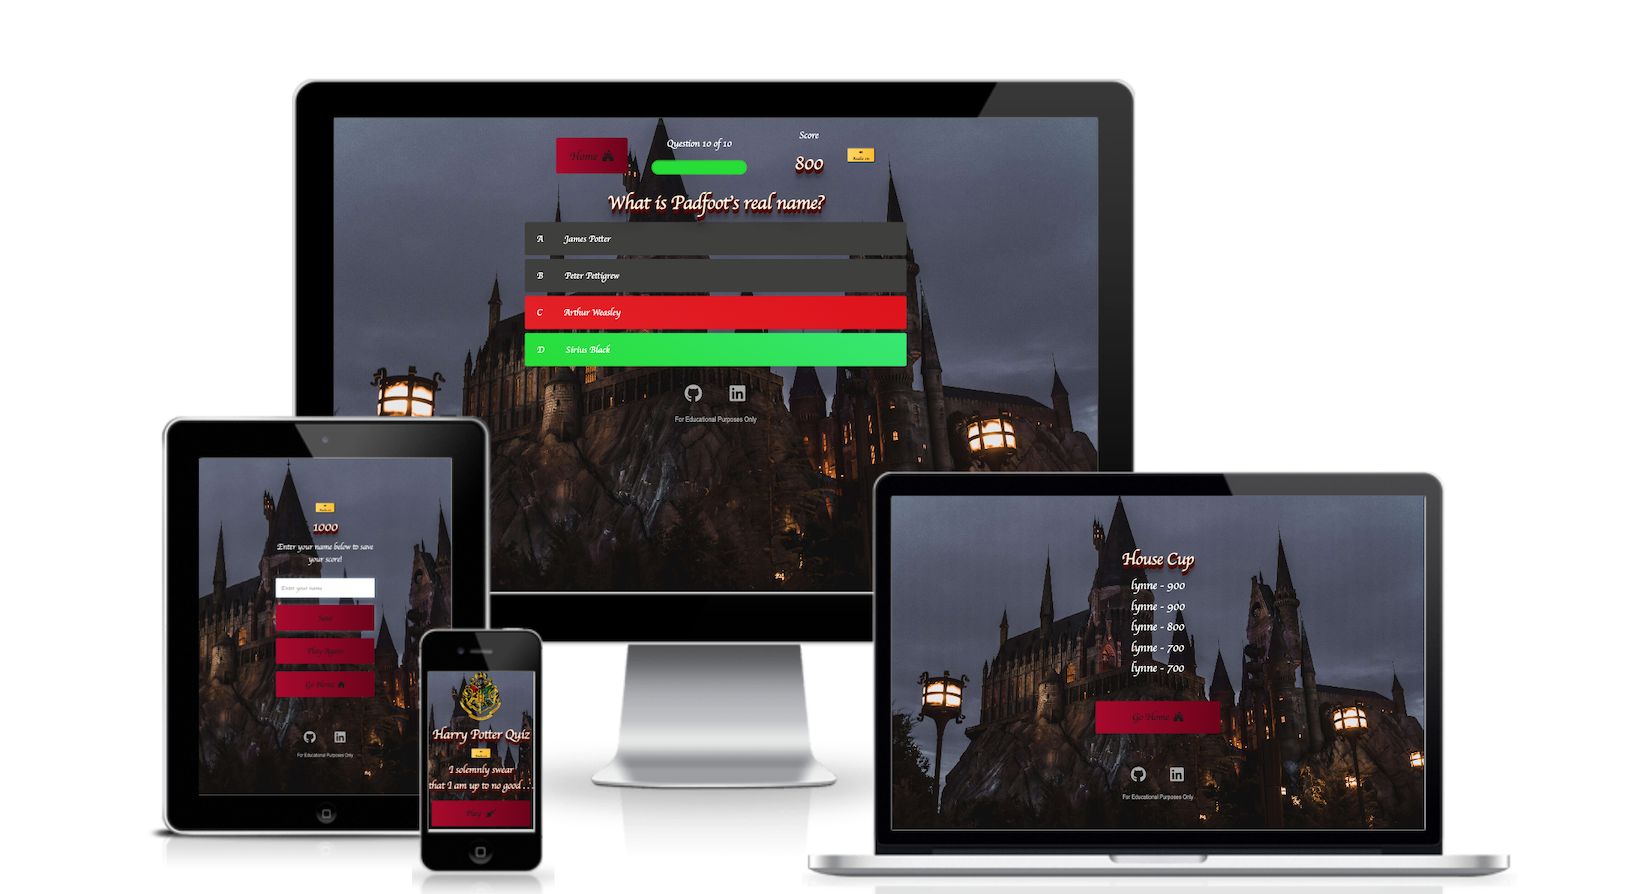 Home
Question 10 of 10
Score
800
What is Padfoot's real name?
A James Potter
B Peter Pettigrew
C Arthur Weasley
D Sirius Black
For Educational Purposes Only
1000
Enter your name below to save
your score!
Enter your name
Play Again
Go Home
For Educational Purposes Only
Harry Potter Quiz
I solemnly swear
that I am up to no good . . .
Play
House Cup
lynne - 900
lynne - 900
lynne - 800
lynne - 700
lynne - 700
Go Home
For Educational Purposes Only